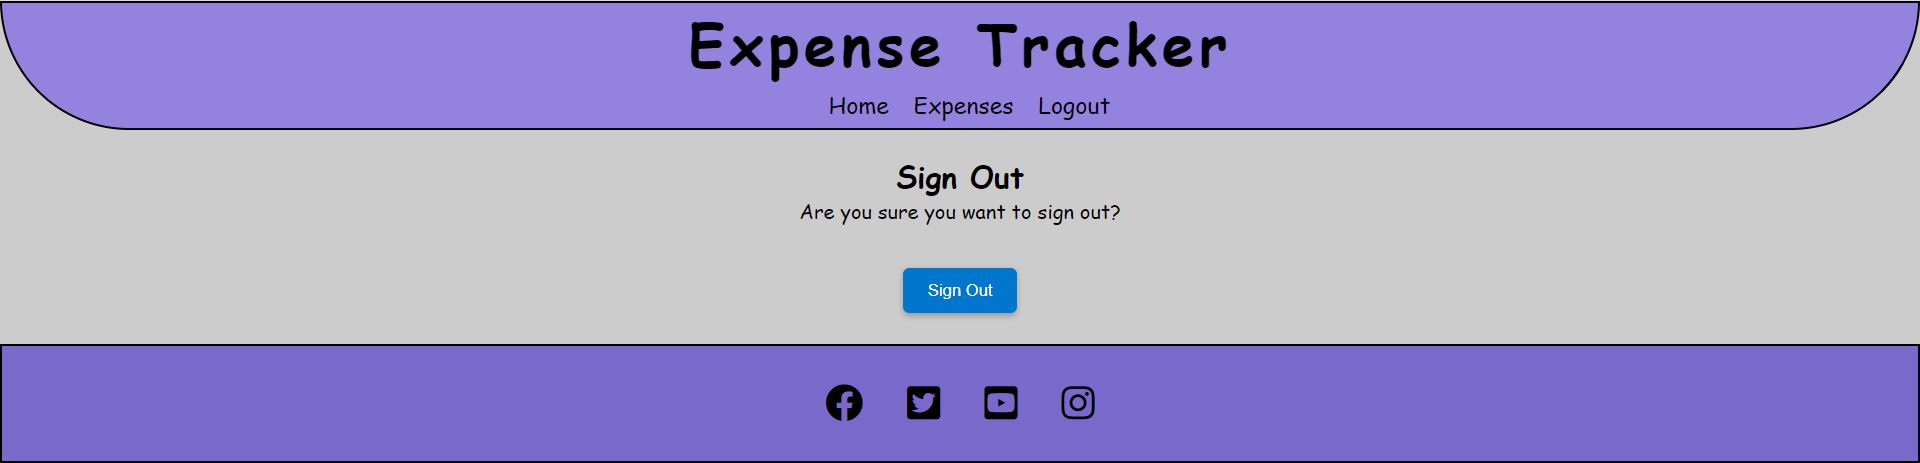 Expense Tracker
Home Expenses Logout
Sign Out
Are you sure you want to sign out?
Sign Out